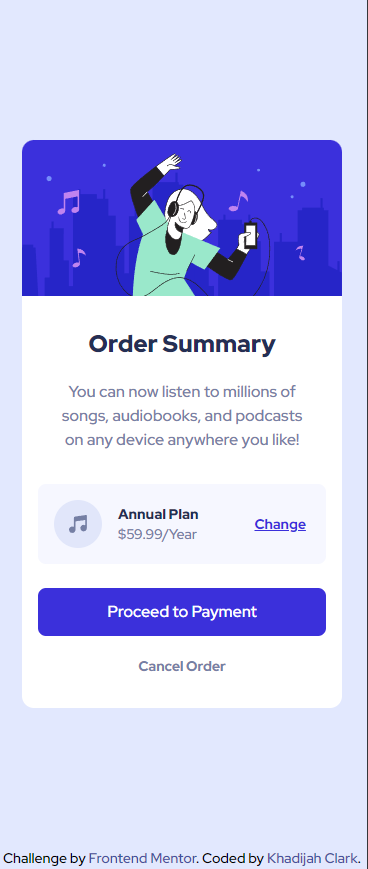 Order Summary
You can now listen to millions of
songs, audiobooks, and podcasts
on any device anywhere you like!
Annual Plan
$59.99/Year
Change
Proceed to Payment
Cancel Order
Challenge by Frontend Mentor. Coded by Khadijah Clark.